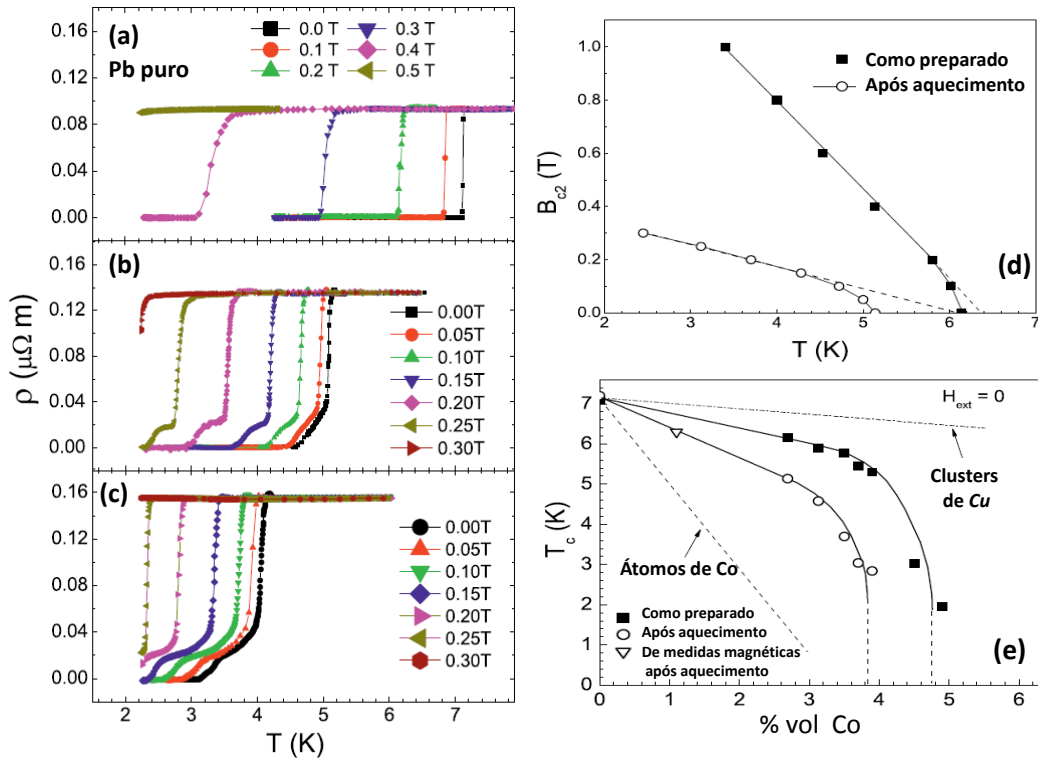 (a)
Pb puro
0.0 T
0.3 T
0.1 T
0.4 T
0.2 T
0.5 T
0.16
0.12
0.08
0.04
0.00
(b)
0.00T
0.05T
0.10T
0.15T
0.20T
0.25T
0.30T
0.16
0.12
0.08
0.04
0.00
(c)
0.00T
0.05T
0.10T
0.15T
0.20T
0.25T
0.30T
0.16
0.12
0.08
0.04
0.00
ρ (μΩ m)
2 3 4 5 6 7
T (K)
Como preparado
Após aquecimento
(d)
1.0
0.8
0.6
0.4
0.2
0.0
B_c2 (T)
2 3 4 5 6 7
T (K)
H_ext = 0
Clusters
de Cu
Átomos de Co
Como preparado
Após aquecimento
De medidas magnéticas
após aquecimento
(e)
7
6
5
4
3
2
1
0
T_c (K)
0 1 2 3 4 5 6
% vol Co